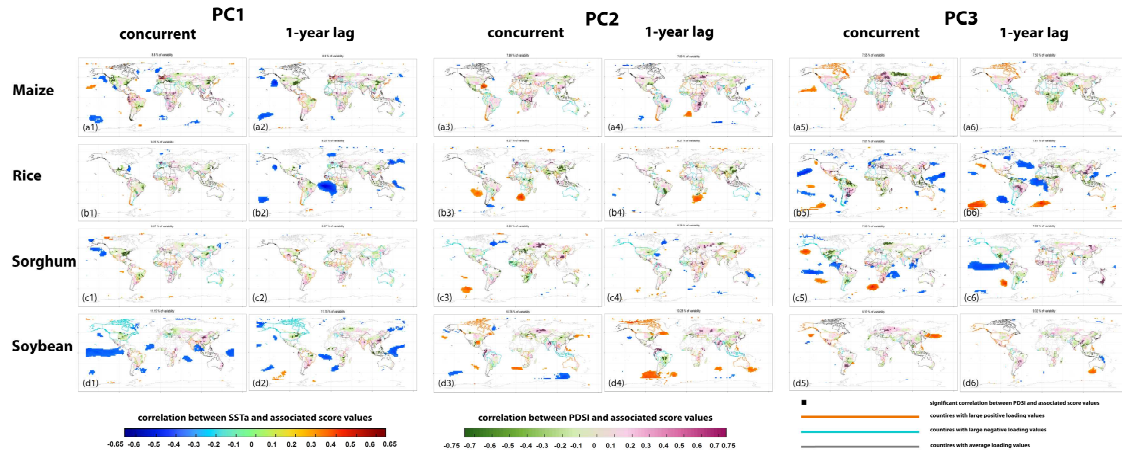 PC1
PC2
PC3
concurrent
1-year lag
concurrent
1-year lag
concurrent
1-year lag
Maize
(a1)
(a2)
(a3)
(a4)
(a5)
(a6)
Rice
(b1)
(b2)
(b3)
(b4)
(b5)
(b6)
Sorghum
(c1)
(c2)
(c3)
(c4)
(c5)
(c6)
Soybean
(d1)
(d2)
(d3)
(d4)
(d5)
(d6)
correlation between SSTa and associated score values
-0.65 -0.6 -0.5 -0.4 -0.3 -0.2 -0.1 0 0.1 0.2 0.3 0.4 0.5 0.6 0.65
correlation between PDSI and associated score values
-0.75 -0.7 -0.6 -0.5 -0.4 -0.3 -0.2 -0.1 0 0.1 0.2 0.3 0.4 0.5 0.6 0.7 0.75
significant correlation between PDSI and associated score values
countires with large positive loading values
countires with large negative loading values
countries with average loading values